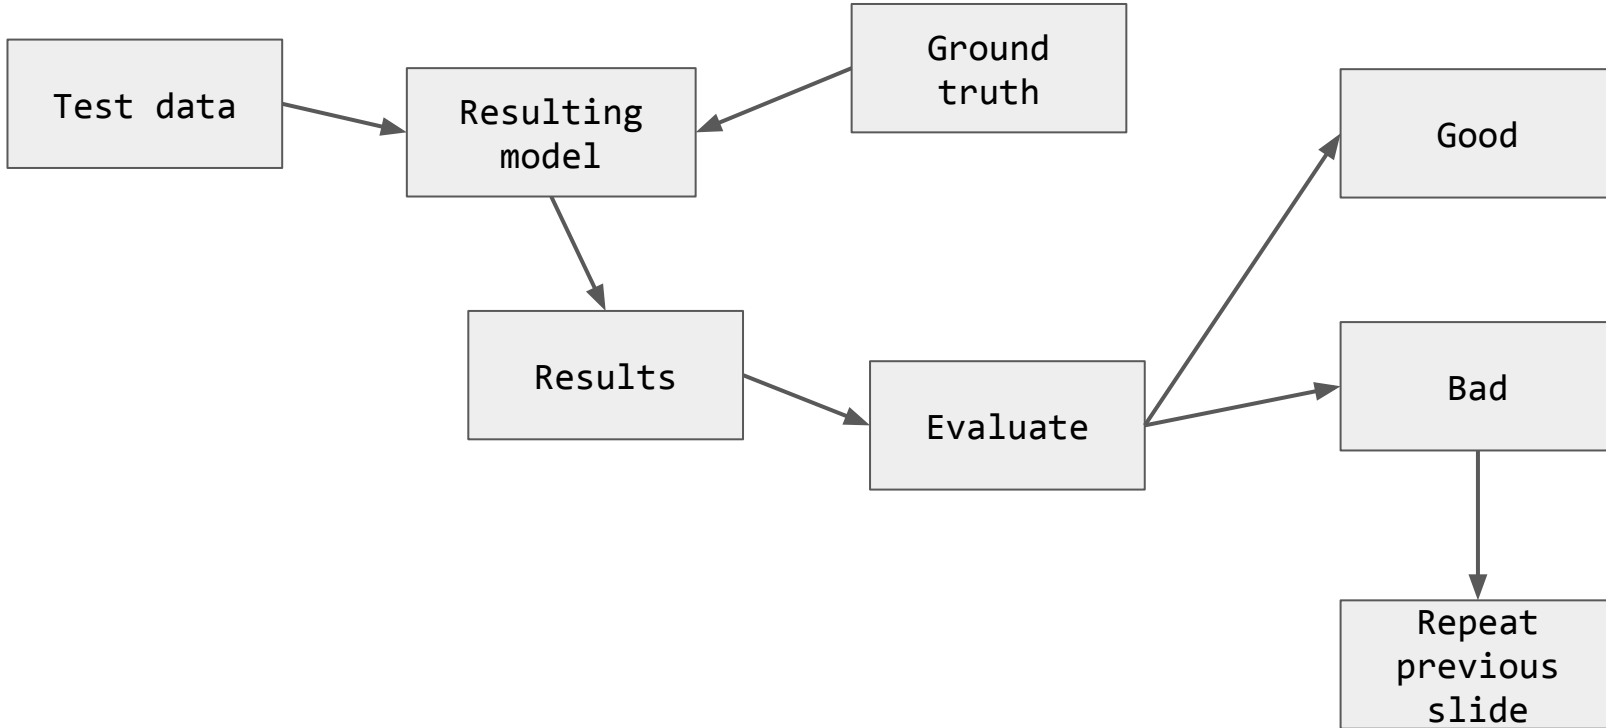 Test data
Resulting
model
Ground
truth
Good
Results
Evaluate
Bad
Repeat
previous
slide